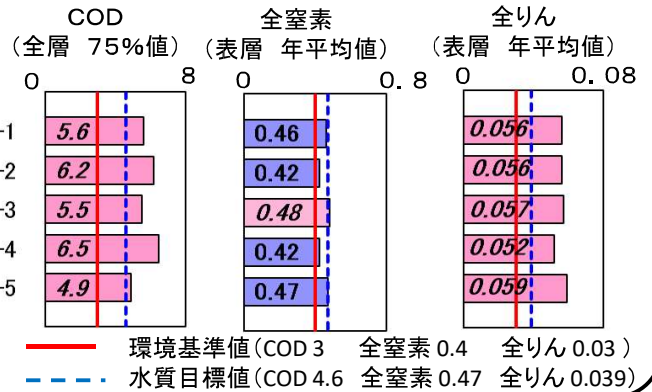 COD 全窒素 全りん
(全層 75%値) (表層 年平均値) (表層 年平均値)
0 8 0 0.8 0 0.08
-1 5.6 0.46 0.056
-2 6.2 0.42 0.056
-3 5.5 0.48 0.057
-4 6.5 0.42 0.052
-5 4.9 0.47 0.059
環境基準値(COD 3 全窒素 0.4 全りん 0.03 )
水質目標値(COD 4.6 全窒素 0.47 全りん 0.039)